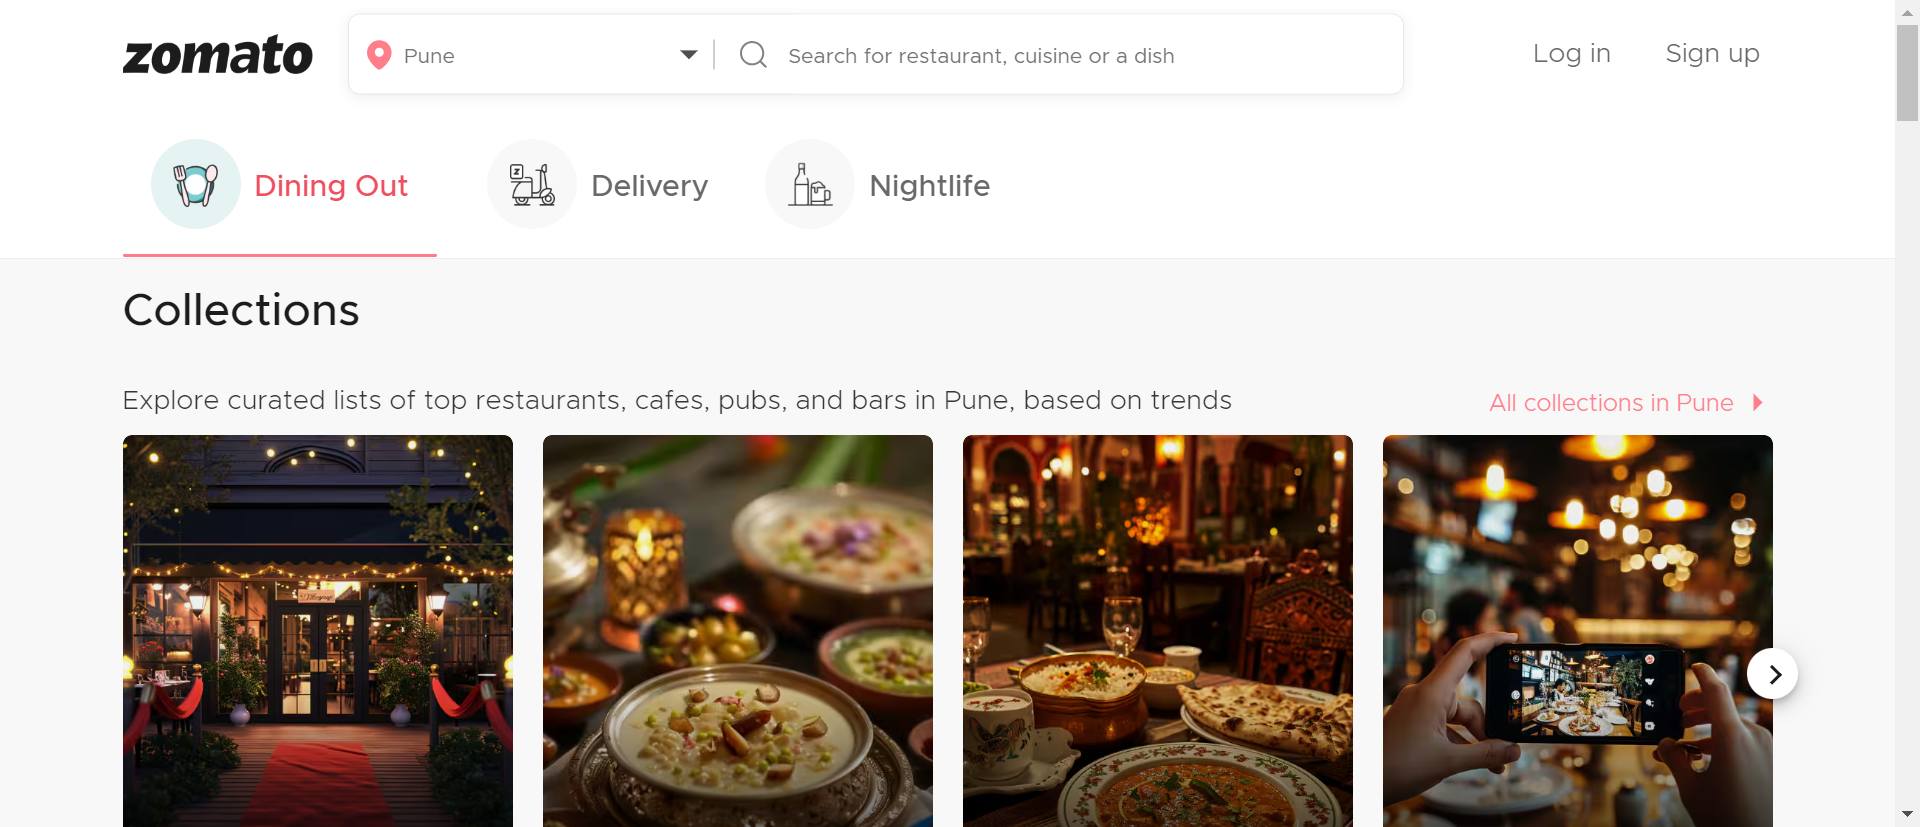 zomato
Pune
Search for restaurant, cuisine or a dish
Log in
Sign up
Dining Out
Delivery
Nightlife
Collections
Explore curated lists of top restaurants, cafes, pubs, and bars in Pune, based on trends
All collections in Pune